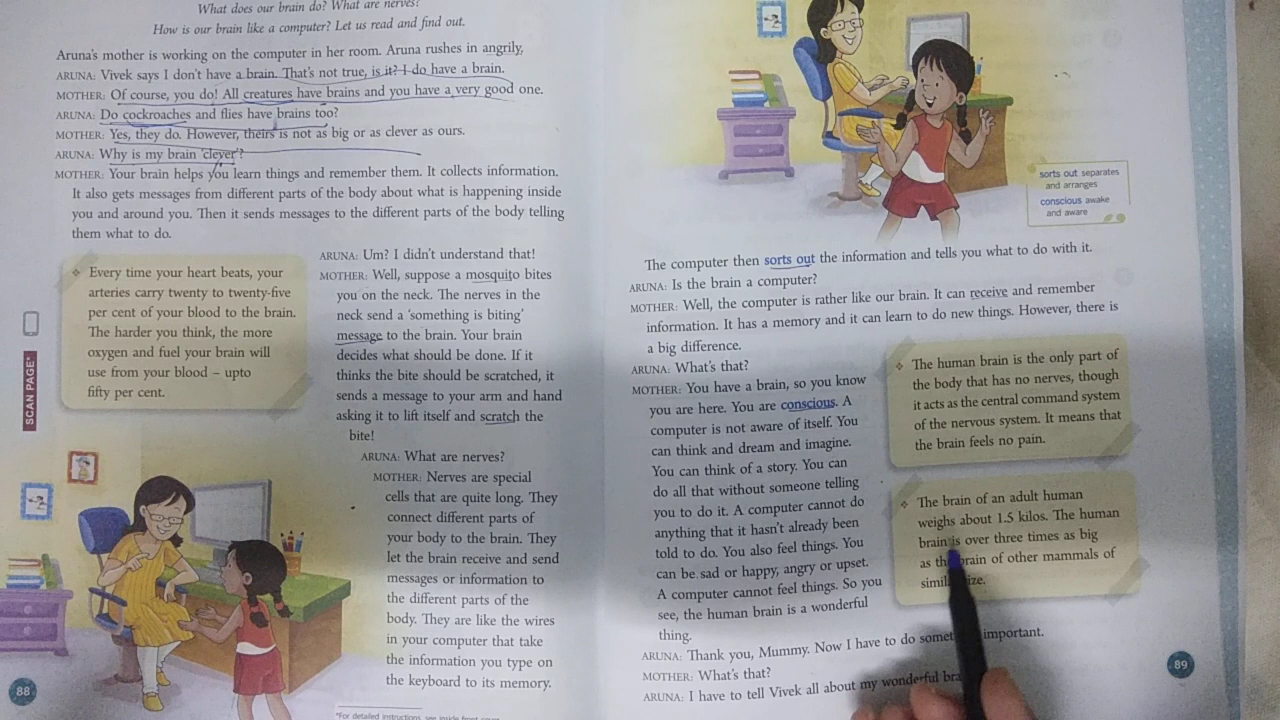 What does our brain do? What are nerves?
How is our brain like a computer? Let us read and find out.
Aruna's mother is working on the computer in her room. Aruna rushes in angrily,
ARUNA: Vivek says I don't have a brain. That's not true, is it? I do have a brain.
MOTHER: Of course, you do! All creatures have brains and you have a very good one.
ARUNA: Do cockroaches and flies have brains too?
MOTHER: Yes, they do. However, theirs is not as big or as clever as ours.
ARUNA: Why is my brain 'clever'?
MOTHER: Your brain helps you learn things and remember them. It collects information.
It also gets messages from different parts of the body about what is happening inside
you and around you. Then it sends messages to the different parts of the body telling
them what to do.
❖ Every time your heart beats, your
arteries carry twenty to twenty-five
per cent of your blood to the brain.
The harder you think, the more
oxygen and fuel your brain will
use from your blood – upto
fifty per cent.
SCAN PAGE*
ARUNA: Um? I didn't understand that!
MOTHER: Well, suppose a mosquito bites
you on the neck. The nerves in the
neck send a 'something is biting'
message to the brain. Your brain
decides what should be done. If it
thinks the bite should be scratched, it
sends a message to your arm and hand
asking it to lift itself and scratch the
bite!
ARUNA: What are nerves?
MOTHER: Nerves are special
cells that are quite long. They
connect different parts of
your body to the brain. They
let the brain receive and send
messages or information to
the different parts of the
body. They are like the wires
in your computer that take
the information you type on
the keyboard to its memory.
88
*For detailed instructions, see inside front cover
sorts out separates
and arranges
conscious awake
and aware
The computer then sorts out the information and tells you what to do with it.
ARUNA: Is the brain a computer?
MOTHER: Well, the computer is rather like our brain. It can receive and remember
information. It has a memory and it can learn to do new things. However, there is
a big difference.
ARUNA: What's that?
MOTHER: You have a brain, so you know
you are here. You are conscious. A
computer is not aware of itself. You
can think and dream and imagine.
You can think of a story. You can
do all that without someone telling
you to do it. A computer cannot do
anything that it hasn't already been
told to do. You also feel things. You
can be sad or happy, angry or upset.
A computer cannot feel things. So you
see, the human brain is a wonderful
thing.
❖ The human brain is the only part of
the body that has no nerves, though
it acts as the central command system
of the nervous system. It means that
the brain feels no pain.
❖ The brain of an adult human
weighs about 1.5 kilos. The human
brain is over three times as big
as the brain of other mammals of
similar size.
ARUNA: Thank you, Mummy. Now I have to do important.
MOTHER: What's that?
ARUNA: I have to tell Vivek all about my wonderful
89